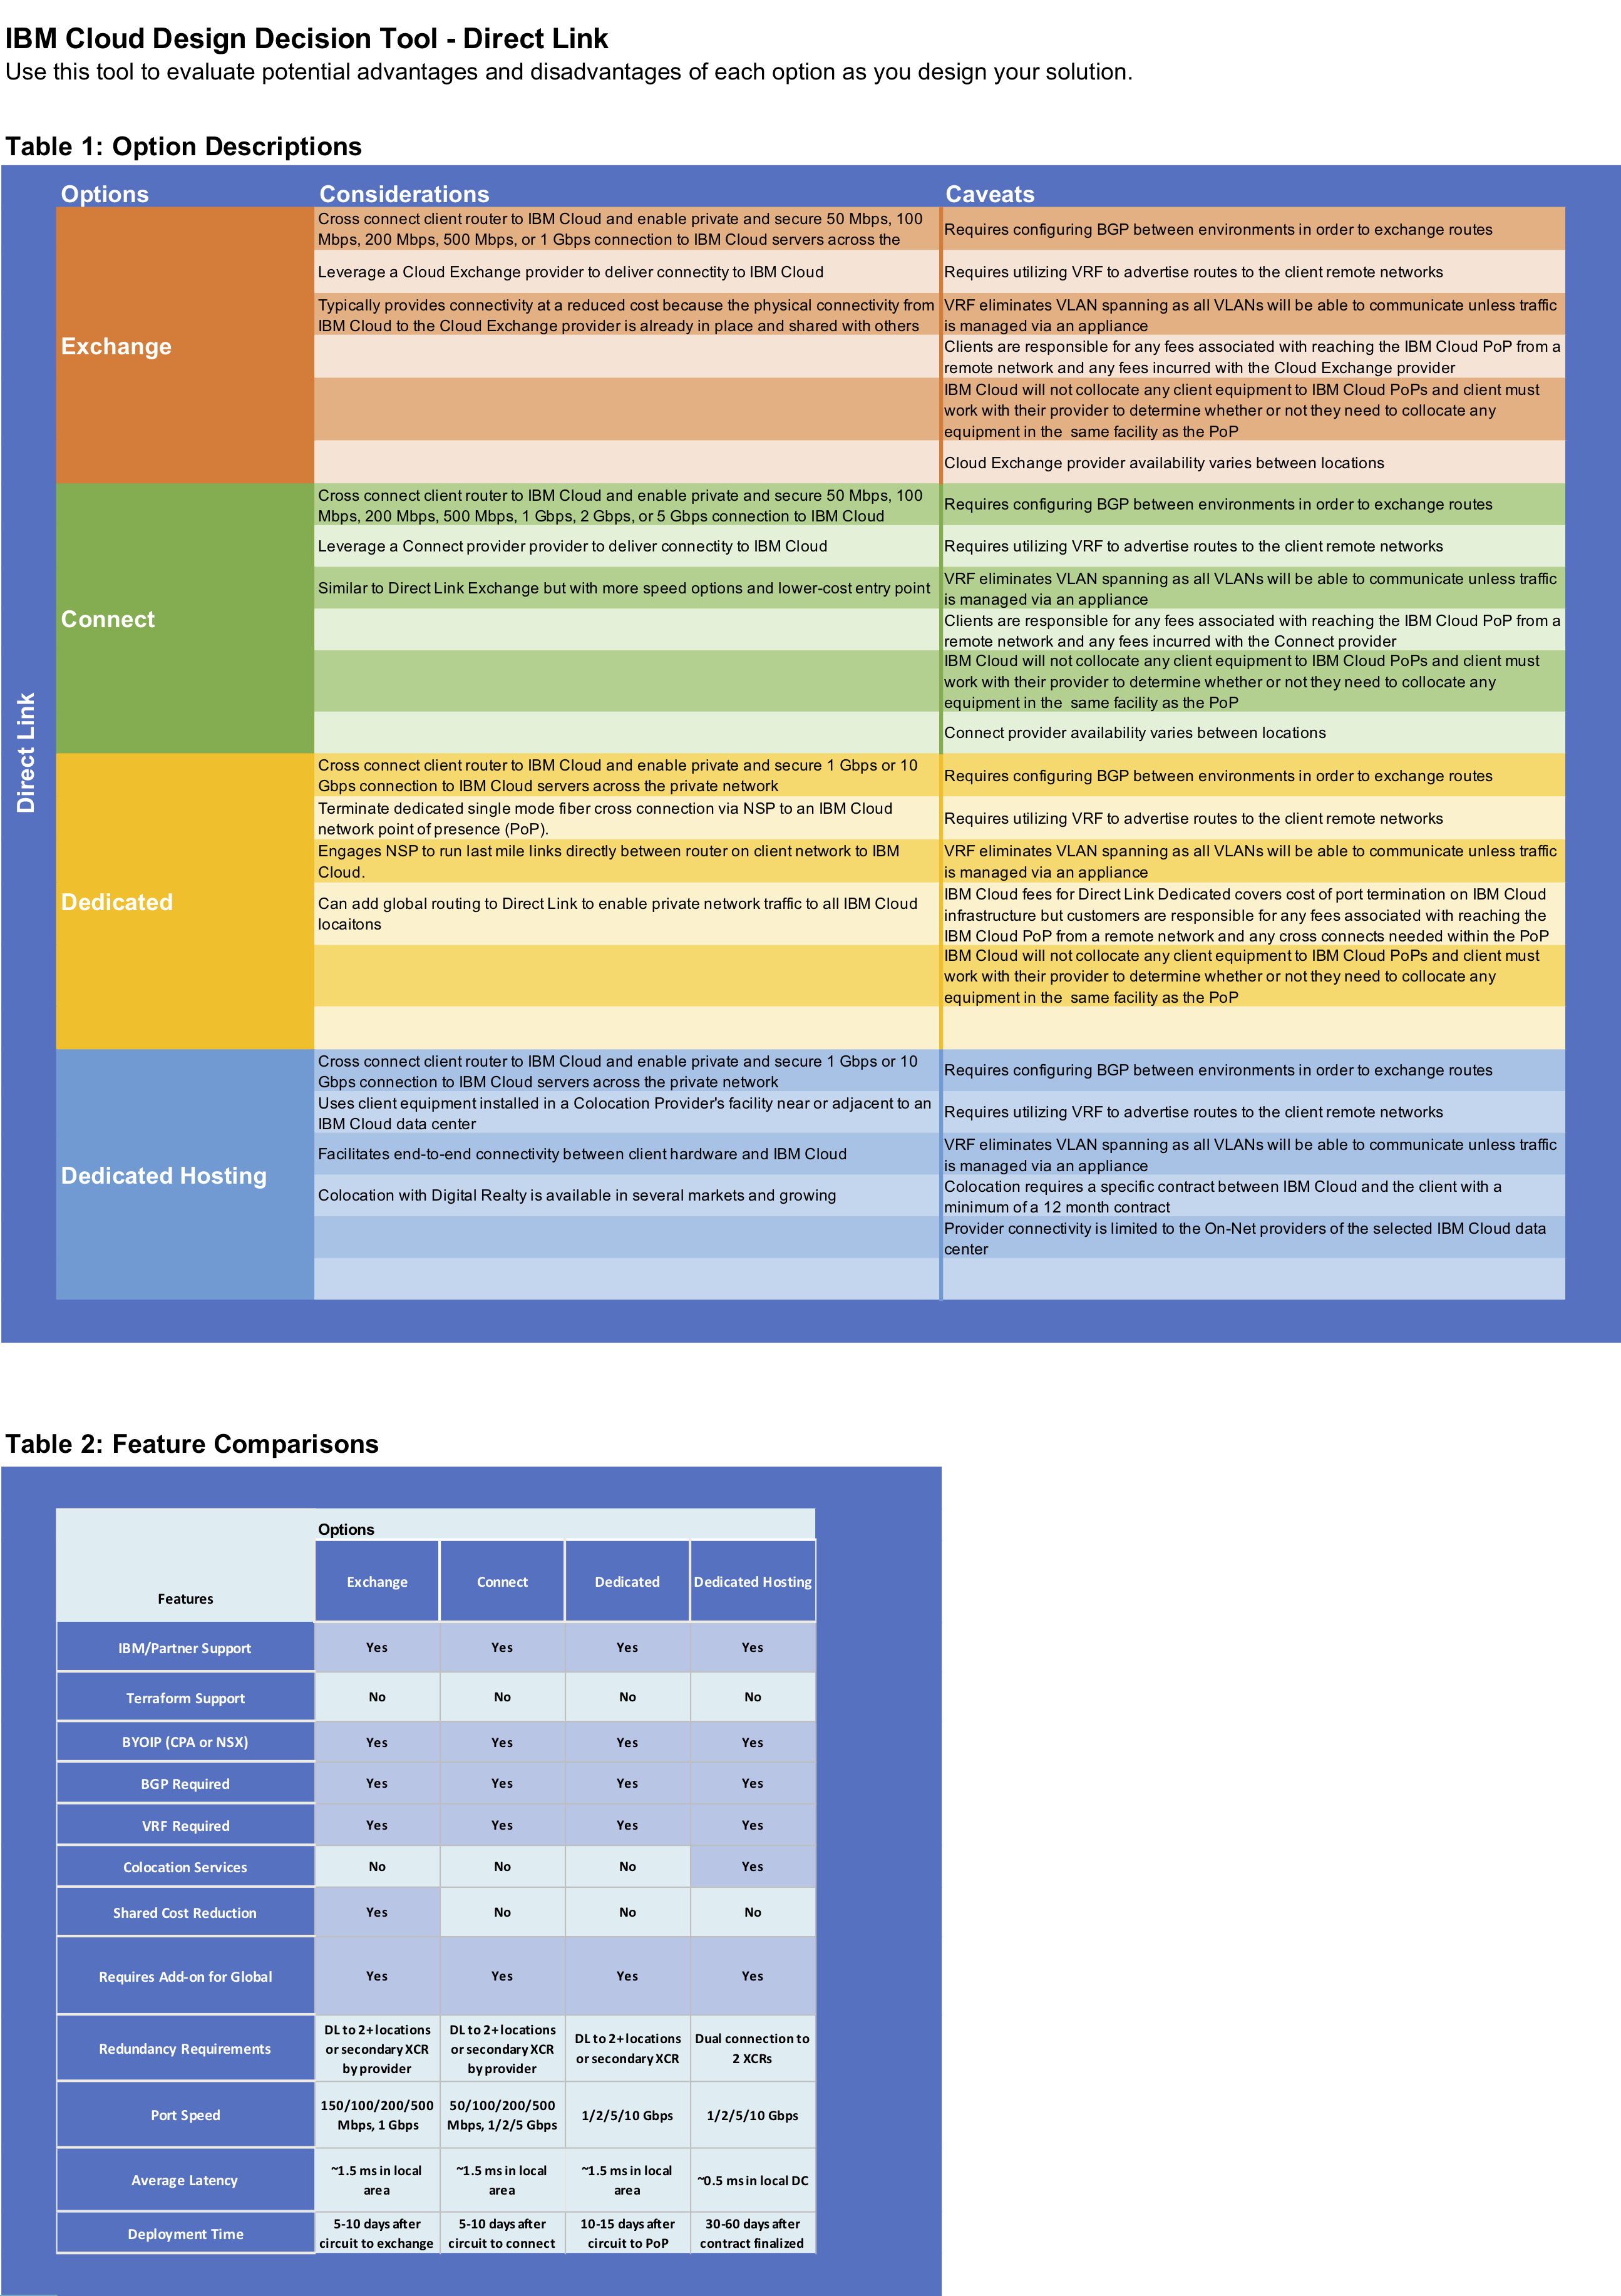 IBM Cloud Design Decision Tool - Direct Link
Use this tool to evaluate potential advantages and disadvantages of each option as you design your solution.
Table 1: Option Descriptions
Options
Considerations
Caveats
Direct Link
Exchange
Cross connect client router to IBM Cloud and enable private and secure 50 Mbps, 100
Mbps, 200 Mbps, 500 Mbps, or 1 Gbps connection to IBM Cloud servers across the
Requires configuring BGP between environments in order to exchange routes
Leverage a Cloud Exchange provider to deliver connectity to IBM Cloud
Requires utilizing VRF to advertise routes to the client remote networks
Typically provides connectivity at a reduced cost because the physical connectivity from
IBM Cloud to the Cloud Exchange provider is already in place and shared with others
VRF eliminates VLAN spanning as all VLANs will be able to communicate unless traffic
is managed via an appliance
Clients are responsible for any fees associated with reaching the IBM Cloud PoP from a
remote network and any fees incurred with the Cloud Exchange provider
IBM Cloud will not collocate any client equipment to IBM Cloud PoPs and client must
work with their provider to determine whether or not they need to collocate any
equipment in the  same facility as the PoP
Cloud Exchange provider availability varies between locations
Connect
Cross connect client router to IBM Cloud and enable private and secure 50 Mbps, 100
Mbps, 200 Mbps, 500 Mbps, 1 Gbps, 2 Gbps, or 5 Gbps connection to IBM Cloud
Requires configuring BGP between environments in order to exchange routes
Leverage a Connect provider provider to deliver connectity to IBM Cloud
Requires utilizing VRF to advertise routes to the client remote networks
Similar to Direct Link Exchange but with more speed options and lower-cost entry point
VRF eliminates VLAN spanning as all VLANs will be able to communicate unless traffic
is managed via an appliance
Clients are responsible for any fees associated with reaching the IBM Cloud PoP from a
remote network and any fees incurred with the Connect provider
IBM Cloud will not collocate any client equipment to IBM Cloud PoPs and client must
work with their provider to determine whether or not they need to collocate any
equipment in the  same facility as the PoP
Connect provider availability varies between locations
Dedicated
Cross connect client router to IBM Cloud and enable private and secure 1 Gbps or 10
Gbps connection to IBM Cloud servers across the private network
Requires configuring BGP between environments in order to exchange routes
Terminate dedicated single mode fiber cross connection via NSP to an IBM Cloud
network point of presence (PoP).
Requires utilizing VRF to advertise routes to the client remote networks
Engages NSP to run last mile links directly between router on client network to IBM
Cloud.
VRF eliminates VLAN spanning as all VLANs will be able to communicate unless traffic
is managed via an appliance
Can add global routing to Direct Link to enable private network traffic to all IBM Cloud
locaitons
IBM Cloud fees for Direct Link Dedicated covers cost of port termination on IBM Cloud
infrastructure but customers are responsible for any fees associated with reaching the
IBM Cloud PoP from a remote network and any cross connects needed within the PoP
IBM Cloud will not collocate any client equipment to IBM Cloud PoPs and client must
work with their provider to determine whether or not they need to collocate any
equipment in the  same facility as the PoP
Dedicated Hosting
Cross connect client router to IBM Cloud and enable private and secure 1 Gbps or 10
Gbps connection to IBM Cloud servers across the private network
Requires configuring BGP between environments in order to exchange routes
Uses client equipment installed in a Colocation Provider's facility near or adjacent to an
IBM Cloud data center
Requires utilizing VRF to advertise routes to the client remote networks
Facilitates end-to-end connectivity between client hardware and IBM Cloud
VRF eliminates VLAN spanning as all VLANs will be able to communicate unless traffic
is managed via an appliance
Colocation with Digital Realty is available in several markets and growing
Colocation requires a specific contract between IBM Cloud and the client with a
minimum of a 12 month contract
Provider connectivity is limited to the On-Net providers of the selected IBM Cloud data
center
Table 2: Feature Comparisons
Options
Features
Exchange
Connect
Dedicated
Dedicated Hosting
IBM/Partner Support
Yes
Yes
Yes
Yes
Terraform Support
No
No
No
No
BYOIP (CPA or NSX)
Yes
Yes
Yes
Yes
BGP Required
Yes
Yes
Yes
Yes
VRF Required
Yes
Yes
Yes
Yes
Colocation Services
No
No
No
Yes
Shared Cost Reduction
Yes
No
No
No
Requires Add-on for Global
Yes
Yes
Yes
Yes
Redundancy Requirements
DL to 2+ locations
or secondary XCR
by provider
DL to 2+ locations
or secondary XCR
by provider
DL to 2+ locations
or secondary XCR
Dual connection to
2 XCRs
Port Speed
150/100/200/500
Mbps, 1 Gbps
50/100/200/500
Mbps, 1/2/5 Gbps
1/2/5/10 Gbps
1/2/5/10 Gbps
Average Latency
~1.5 ms in local
area
~1.5 ms in local
area
~1.5 ms in local
area
~0.5 ms in local DC
Deployment Time
5-10 days after
circuit to exchange
5-10 days after
circuit to connect
10-15 days after
circuit to PoP
30-60 days after
contract finalized